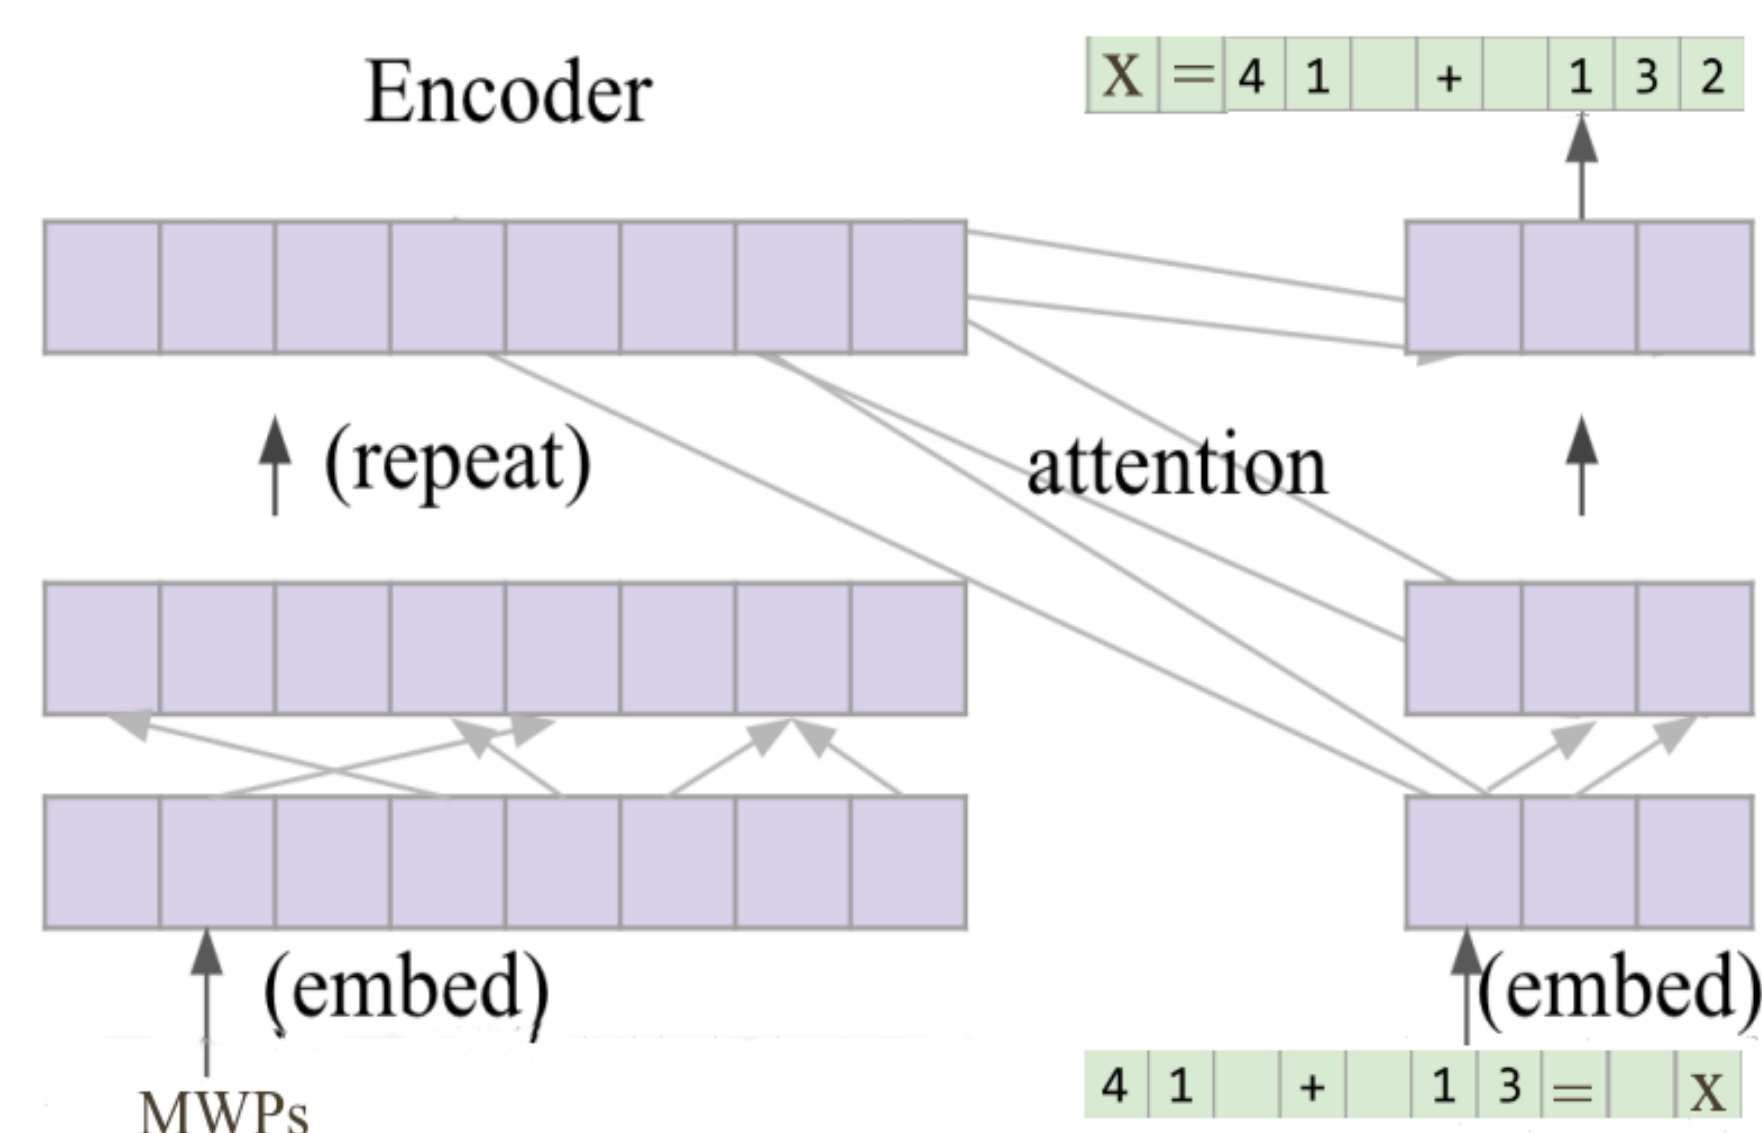 Encoder
X = 4 1 + 1 3 2
(repeat)
attention
(embed)
(embed)
MWPs
4 1 + 1 3 = X